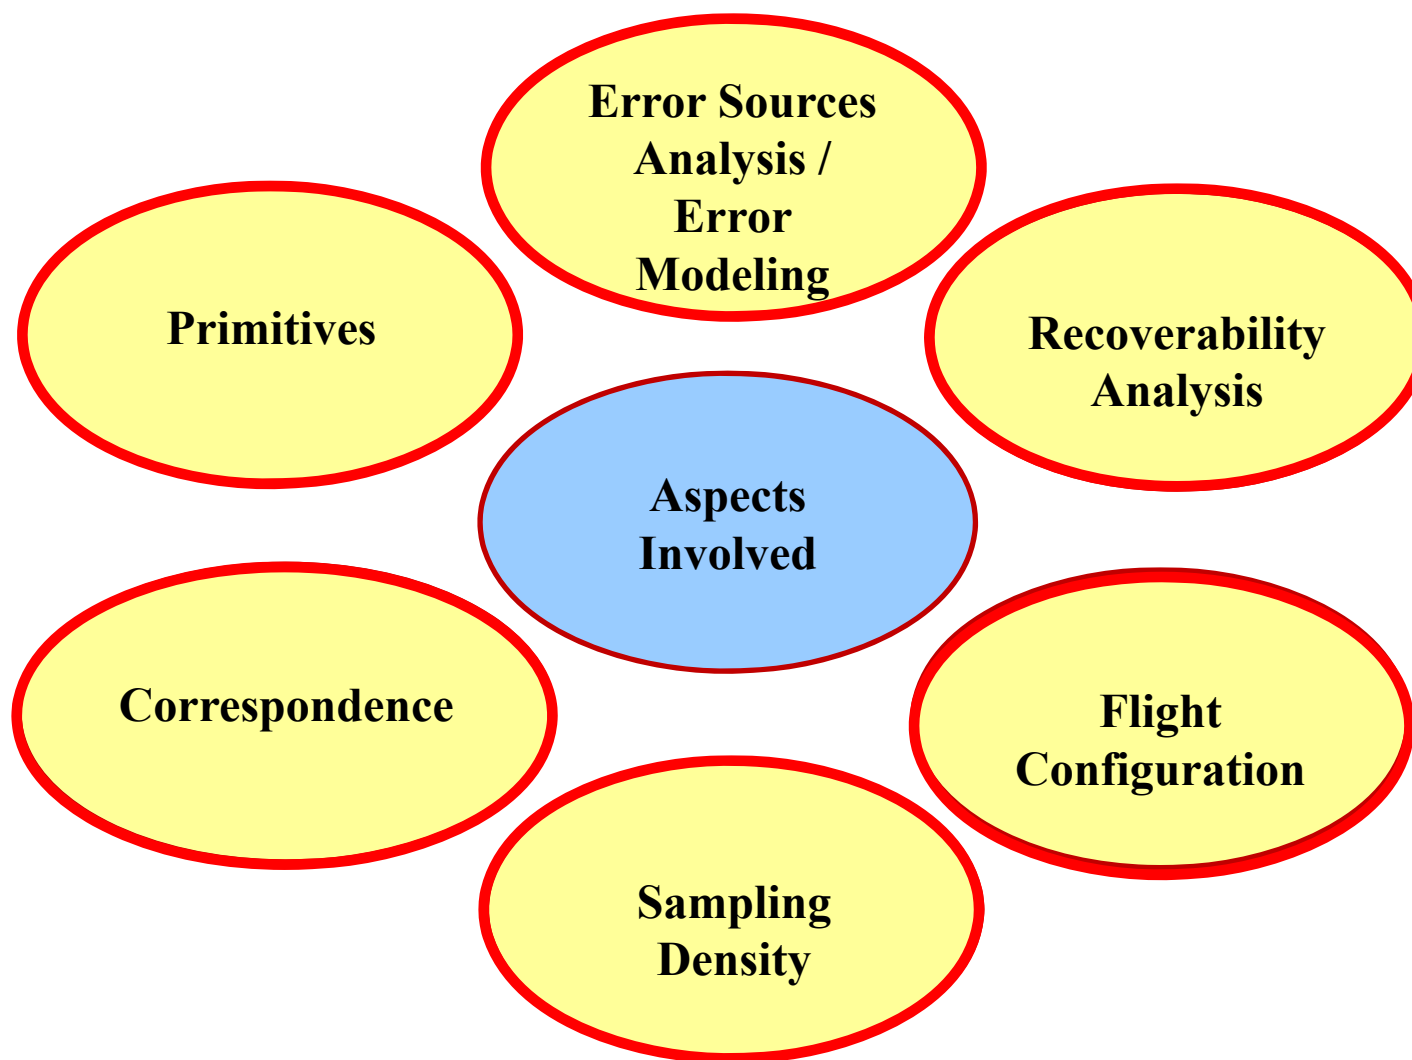 Error Sources
Analysis /
Error
Modeling
Primitives
Recoverability
Analysis
Aspects
Involved
Correspondence
Flight
Configuration
Sampling
Density